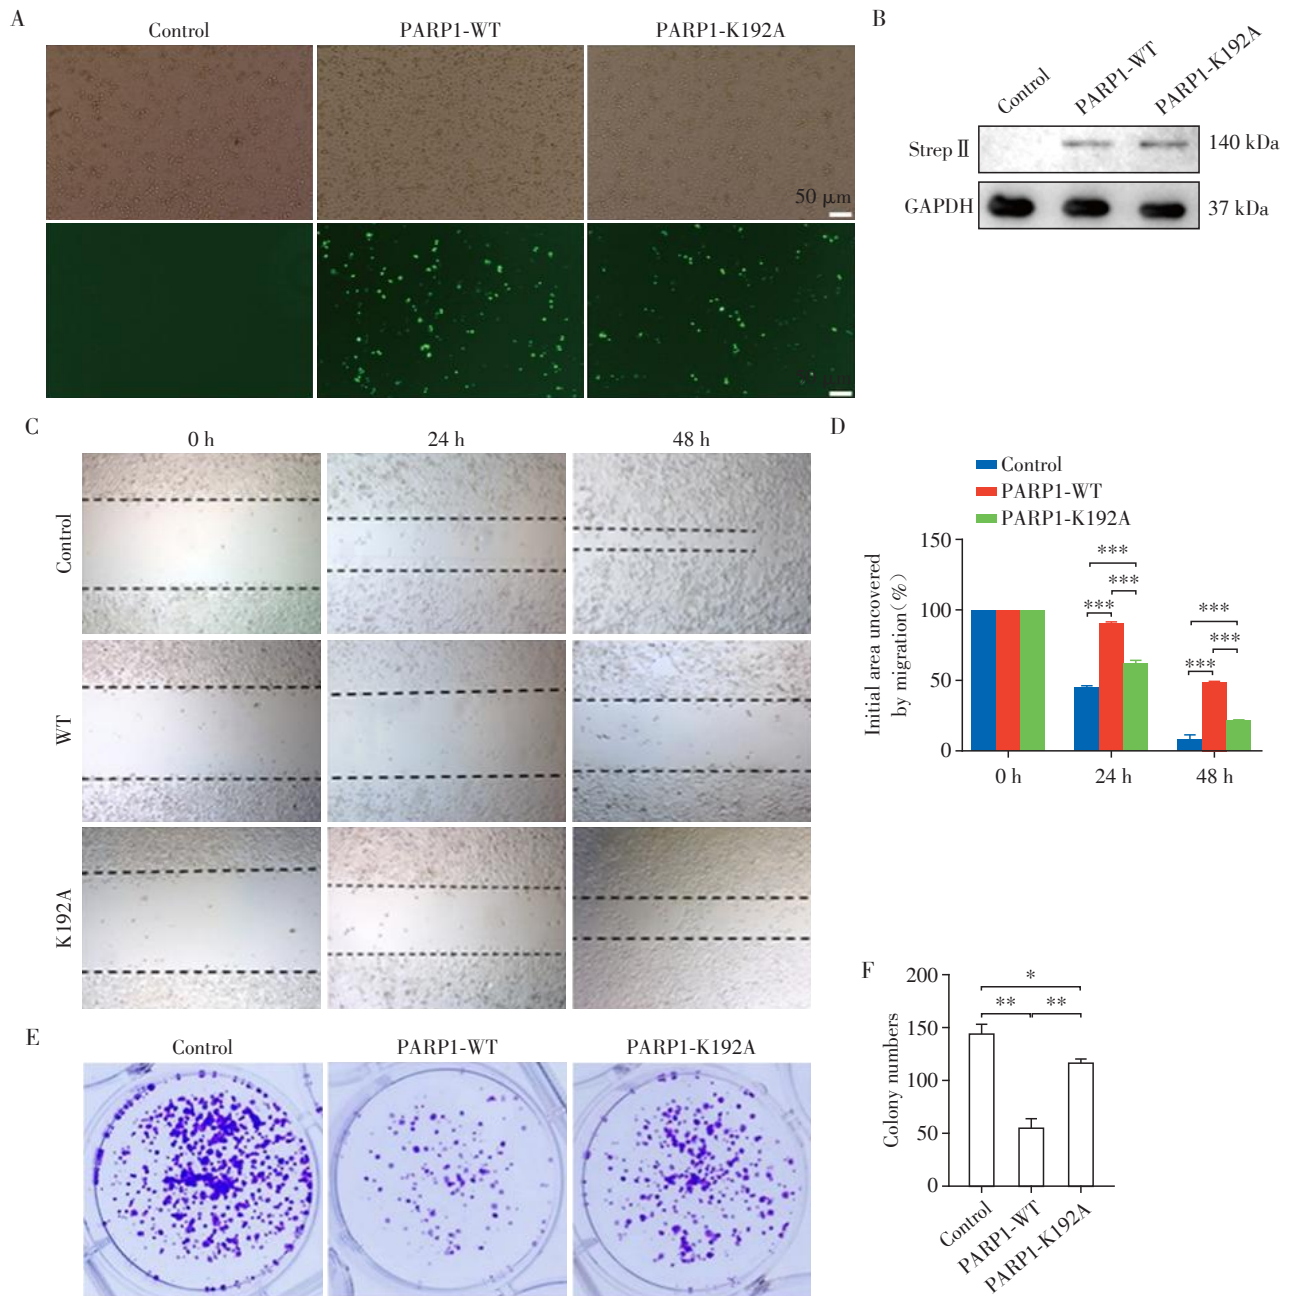 A
Control
PARP1-WT
PARP1-K192A
50 μm
μm
B
Control
PARP1-WT
PARP1-K192A
Strep Ⅱ
140 kDa
GAPDH
37 kDa
C
0 h
24 h
48 h
Control
WT
K192A
D
Control
PARP1-WT
PARP1-K192A
Initial area uncovered
by migration(%)
150
100
50
0
***
***
***
***
***
***
0 h
24 h
48 h
E
Control
PARP1-WT
PARP1-K192A
F
Colony numbers
200
150
100
50
0
*
**
**
Control
PARP1-WT
PARP1-K192A